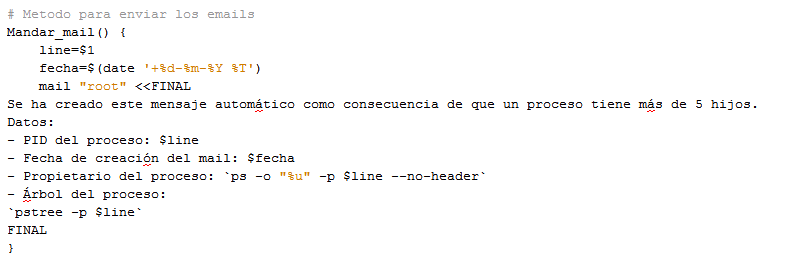 # Metodo para enviar los emails
Mandar_mail() {
    line=$1
    fecha=$(date '+%d-%m-%Y %T')
    mail "root" <<FINAL
Se ha creado este mensaje automático como consecuencia de que un proceso tiene más de 5 hijos.
Datos:
- PID del proceso: $line
- Fecha de creación del mail: $fecha
- Propietario del proceso: `ps -o "%u" -p $line --no-header`
- Árbol del proceso:
`pstree -p $line`
FINAL
}